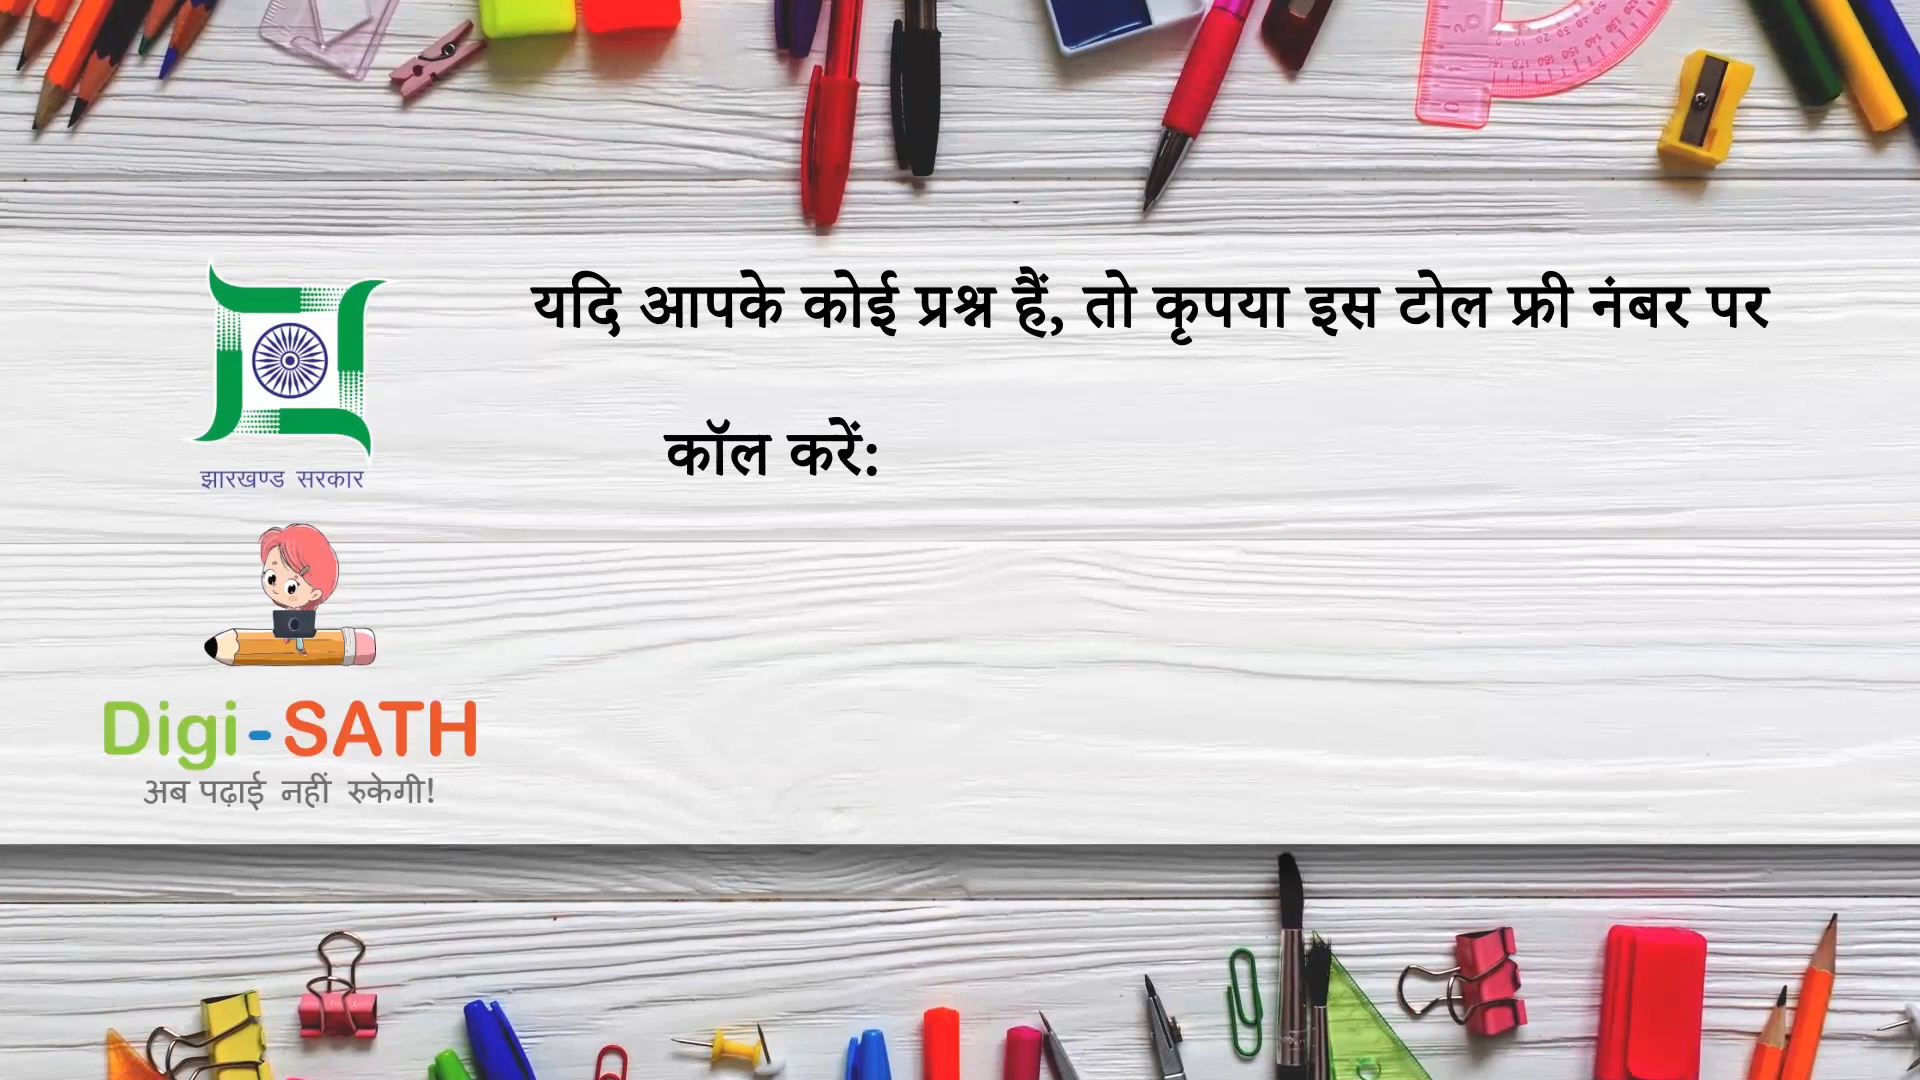 यदि आपके कोई प्रश्न हैं, तो कृपया इस टोल फ्री नंबर पर
कॉल करें:
झारखण्ड सरकार
Digi-SATH
अब पढ़ाई नहीं रुकेगी!